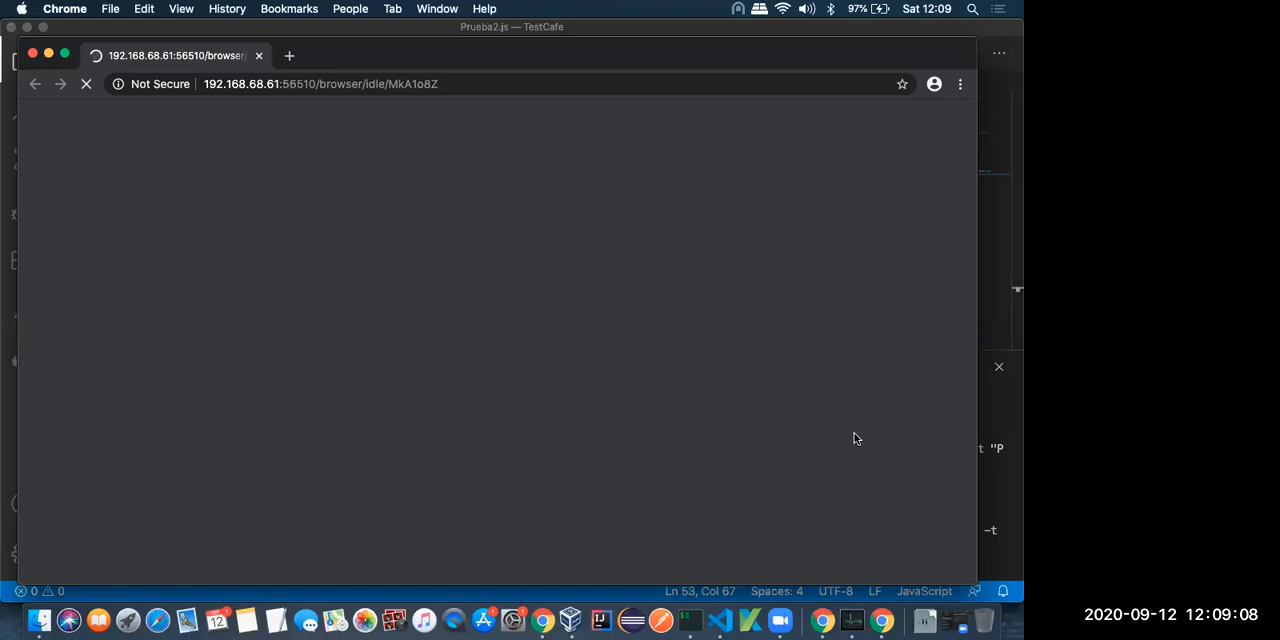 Chrome File Edit View History Bookmarks People Tab Window Help 97% Sat 12:09
Prueba2.js — TestCafe
192.168.68.61:56510/browser/
Not Secure 192.168.68.61:56510/browser/idle/MkA1o8Z
t "P
-t
0 0 Ln 53, Col 67 Spaces: 4 UTF-8 LF JavaScript
12
2020-09-12 12:09:08